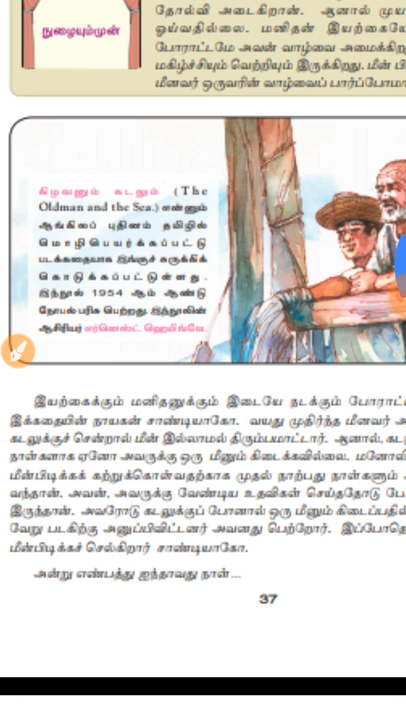 தோல்வி அடைகிறான். ஆனால் முய
நுழையும்முன்
ஓய்வதில்லை. மனிதன் இயற்கையே
போராட்டமே அவன் வாழ்வை அமைக்கிற
மகிழ்ச்சியும் வெற்றியும் இருக்கிறது. மீன் பி
மீனவர் ஒருவரின் வாழ்வைப் பார்ப்போமா
கிழவனும் கடலும் (The
Oldman and the Sea.) என்னும்
ஆங்கிலப் புதினம் தமிழில்
மொழிபெயர்க்கப்பட்டு
படக்கதையாக இங்குச் சுருக்கிக்
கொடுக்கப்பட்டுள்ளது.
இந்நூல் 1954 ஆம் ஆண்டு
நோபல் பரிசு பெற்றது. இந்நூலின்
ஆசிரியர் எர்னெஸ்ட் ஹெமிங்வே.
இயற்கைக்கும் மனிதனுக்கும் இடையே நடக்கும் போராட்
இக்கதையின் நாயகன் சாண்டியாகோ. வயது முதிர்ந்த மீனவர் அ
கடலுக்குச் சென்றால் மீன் இல்லாமல் திரும்பமாட்டார். ஆனால், கட
நாள்களாக ஏனோ அவருக்கு ஒரு மீனும் கிடைக்கவில்லை. மனோலி
மீன்பிடிக்கக் கற்றுக்கொள்வதற்காக முதல் நாற்பது நாள்களும்
வந்தான். அவன், அவருக்கு வேண்டிய உதவிகள் செய்ததோடு பே
இருந்தான். அவரோடு கடலுக்குப் போனால் ஒரு மீனும் கிடைப்பதில்
வேறு படகிற்கு அனுப்பிவிட்டனர் அவனது பெற்றோர். இப்போதெ
மீன்பிடிக்கச் செல்கிறார் சாண்டியாகோ.
அன்று எண்பத்து ஐந்தாவது நாள்...
37